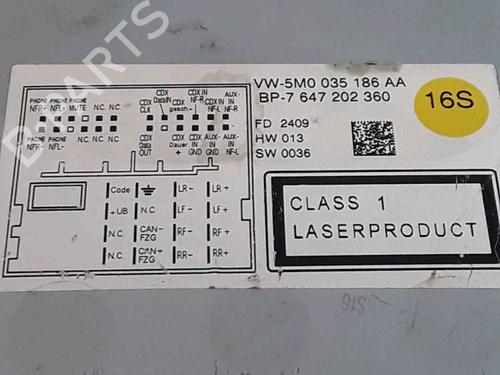 VW-5M0 035 186 AA
BP-7 647 202 360
16S
FD 2409
HW 013
SW 0036
CLASS 1
LASERPRODUCT
PHONE NFR- PHONE NFL- PHONE MUTE N.C. N.C.
CDX CLK CDX Data IN CDX gesch.+ CDX IN NF-R CDX IN NF-L AUX-IN NF-R
PHONE NFR+ PHONE NFL+ N.C. N.C. N.C.
CDX Data OUT CDX Dauer + CDX IN GND AUX IN GND AUX-IN NF-L
Code LR- LR+
+UB N.C. LF- LF+
N.C. CAN- FZG RF- RF+
N.C. CAN+ FZG RR- RR+
B-Parts